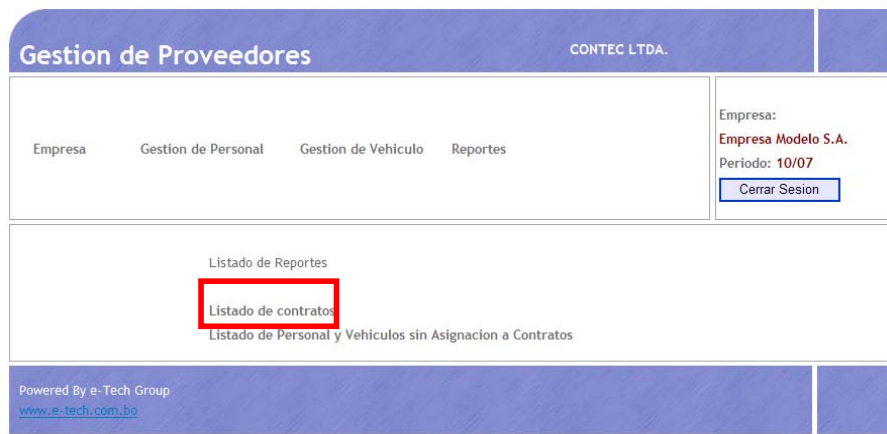 Gestion de Proveedores
CONTEC LTDA.
Empresa Gestion de Personal Gestion de Vehiculo Reportes
Empresa:
Empresa Modelo S.A.
Periodo: 10/07
Cerrar Sesion
Listado de Reportes
Listado de contratos
Listado de Personal y Vehiculos sin Asignacion a Contratos
Powered By e-Tech Group
www.e-tech.com.bo